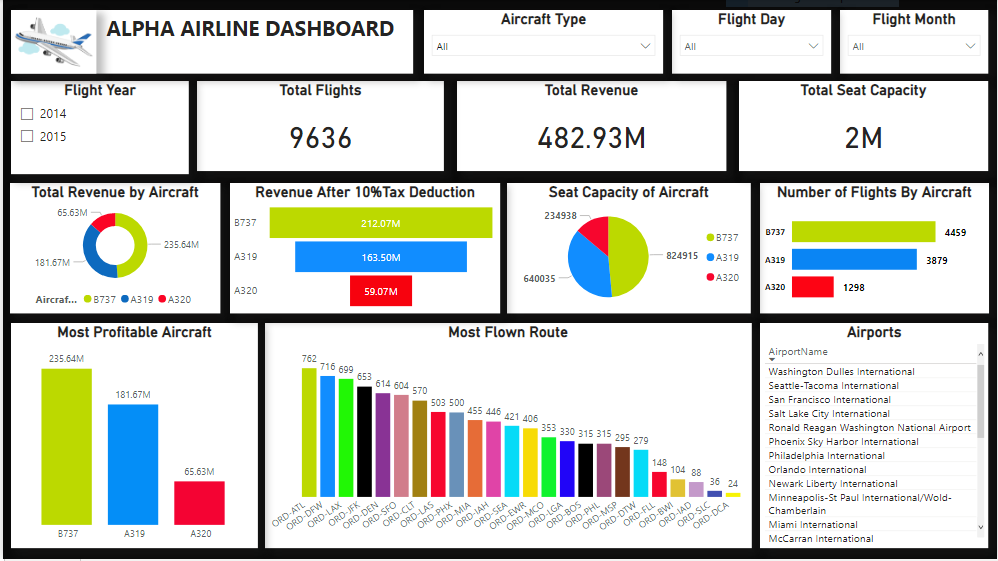 ALPHA AIRLINE DASHBOARD
Aircraft Type
All
Flight Day
All
Flight Month
All
Flight Year
2014
2015
Total Flights
9636
Total Revenue
482.93M
Total Seat Capacity
2M
Total Revenue by Aircraft
65.63M
235.64M
181.67M
Aircraf... B737 A319 A320
Revenue After 10%Tax Deduction
B737 212.07M
A319 163.50M
A320 59.07M
Seat Capacity of Aircraft
234938
824915
640035
B737
A319
A320
Number of Flights By Aircraft
B737 4459
A319 3879
A320 1298
Most Profitable Aircraft
235.64M
181.67M
65.63M
B737 A319 A320
Most Flown Route
762 716 699 653 614 604 570 503 500 455 446 421 406 353 330 315 315 295 279 148 104 88 36 24
ORD-ATL ORD-DFW ORD-LAX ORD-JFK ORD-DEN ORD-SFO ORD-CLT ORD-LAS ORD-PHX ORD-MIA ORD-IAH ORD-SEA ORD-EWR ORD-MCO ORD-LGA ORD-BOS ORD-PHL ORD-MSP ORD-DTW ORD-FLL ORD-BWI ORD-IAD ORD-SLC ORD-DCA
Airports
AirportName
Washington Dulles International
Seattle-Tacoma International
San Francisco International
Salt Lake City International
Ronald Reagan Washington National Airport
Phoenix Sky Harbor International
Philadelphia International
Orlando International
Newark Liberty International
Minneapolis-St Paul International/Wold-
Chamberlain
Miami International
McCarran International